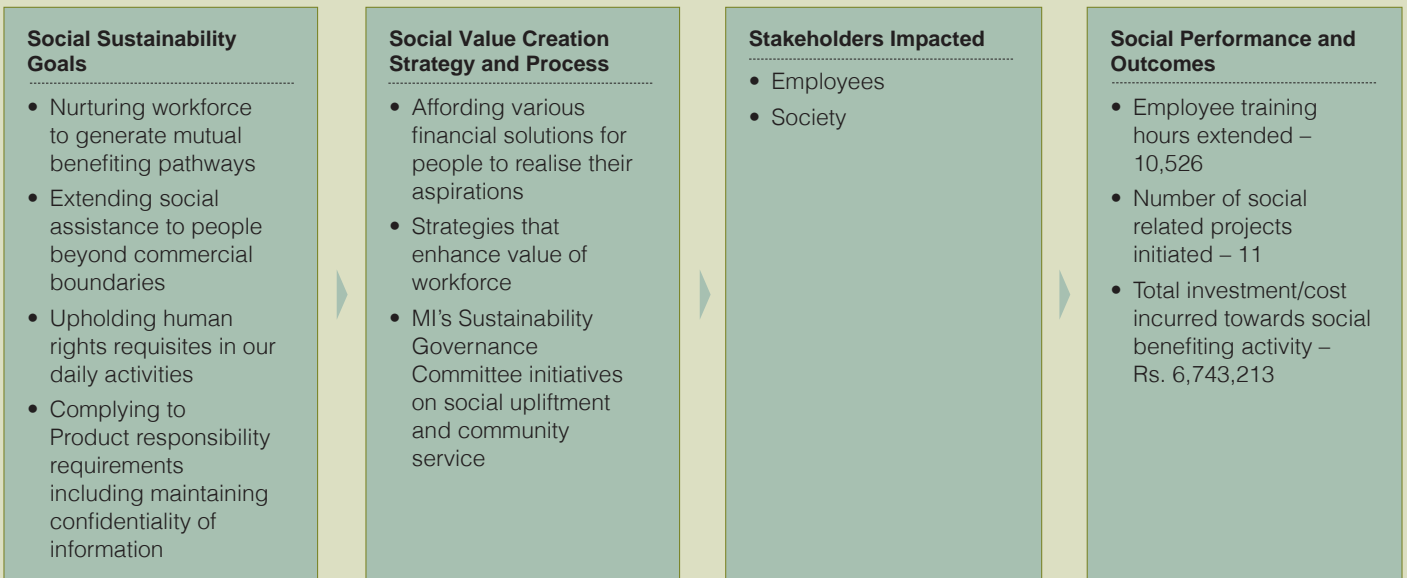 Social Sustainability
Goals
• Nurturing workforce
to generate mutual
benefiting pathways
• Extending social
assistance to people
beyond commercial
boundaries
• Upholding human
rights requisites in our
daily activities
• Complying to
Product responsibility
requirements
including maintaining
confidentiality of
information
Social Value Creation
Strategy and Process
• Affording various
financial solutions for
people to realise their
aspirations
• Strategies that
enhance value of
workforce
• MI's Sustainability
Governance
Committee initiatives
on social upliftment
and community
service
Stakeholders Impacted
• Employees
• Society
Social Performance and
Outcomes
• Employee training
hours extended –
10,526
• Number of social
related projects
initiated – 11
• Total investment/cost
incurred towards social
benefiting activity –
Rs. 6,743,213